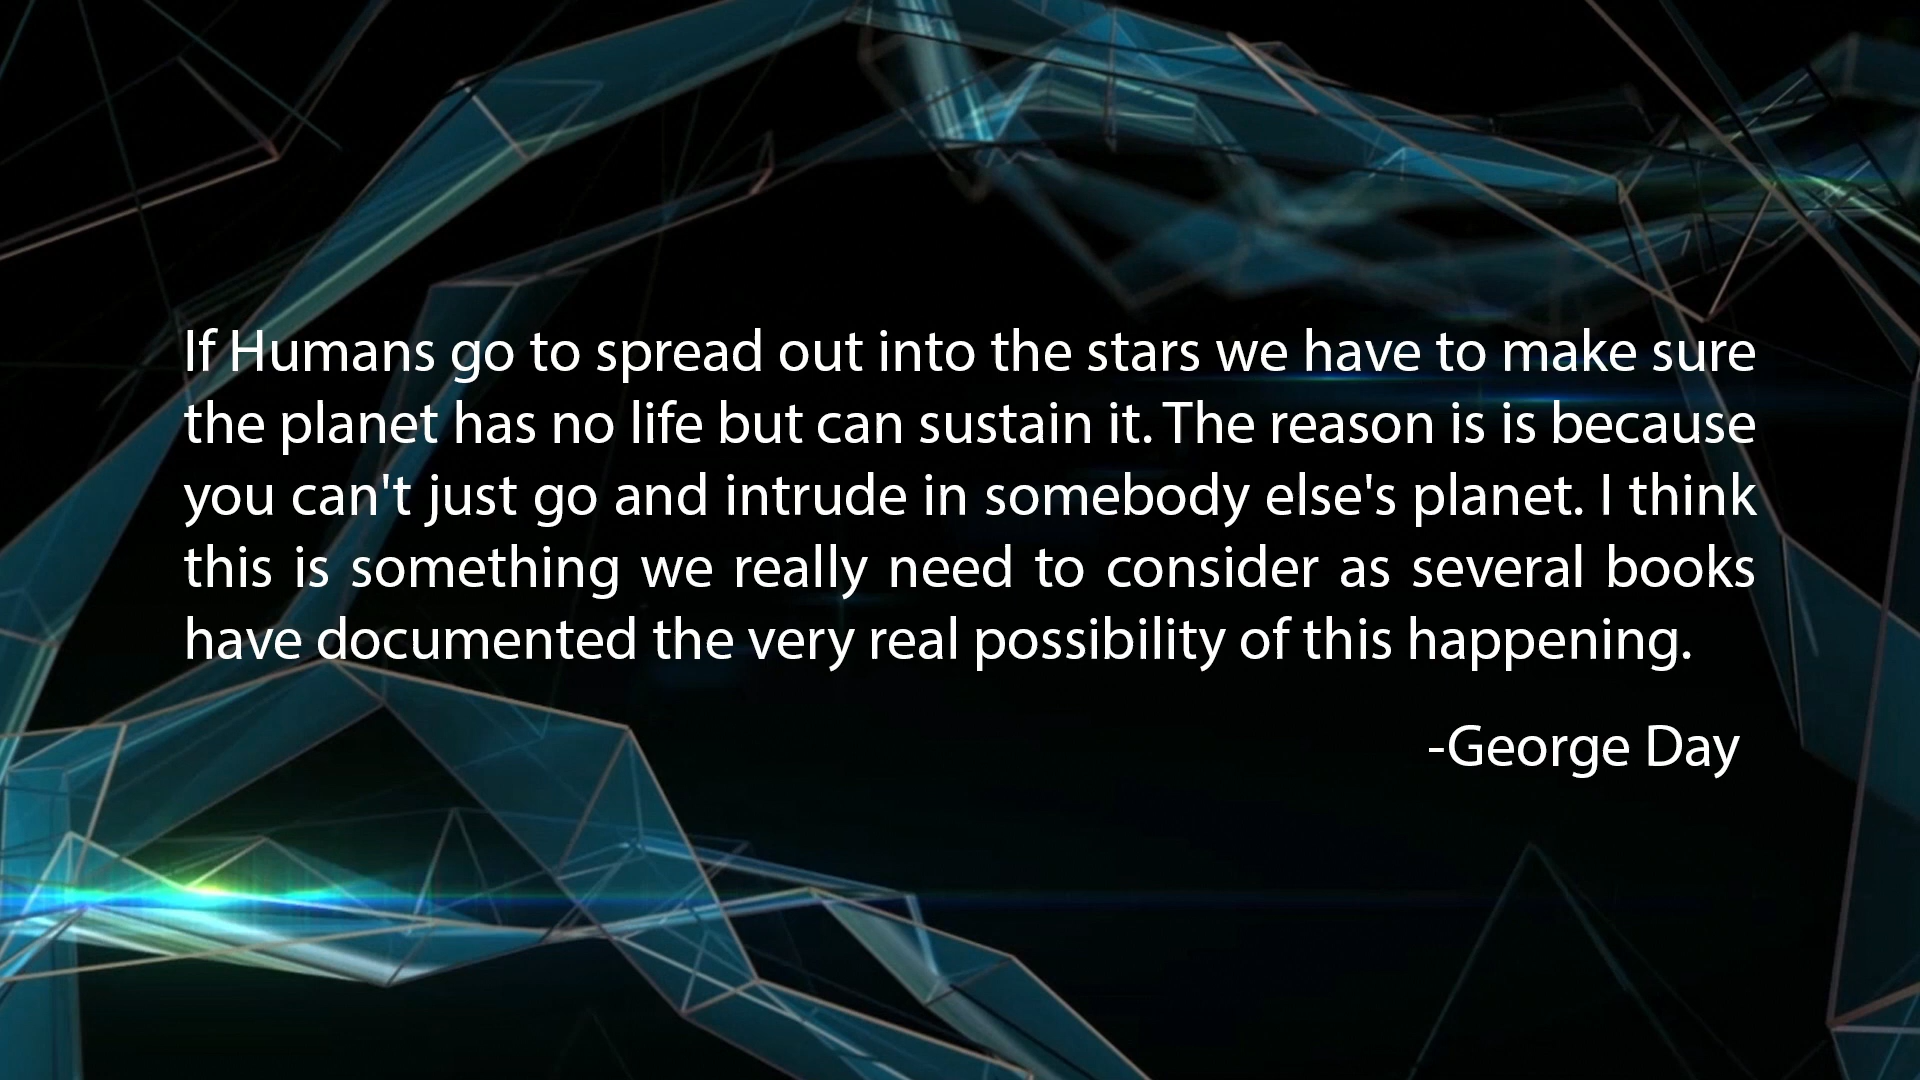 If Humans go to spread out into the stars we have to make sure
the planet has no life but can sustain it. The reason is is because
you can't just go and intrude in somebody else's planet. I think
this is something we really need to consider as several books
have documented the very real possibility of this happening.
-George Day